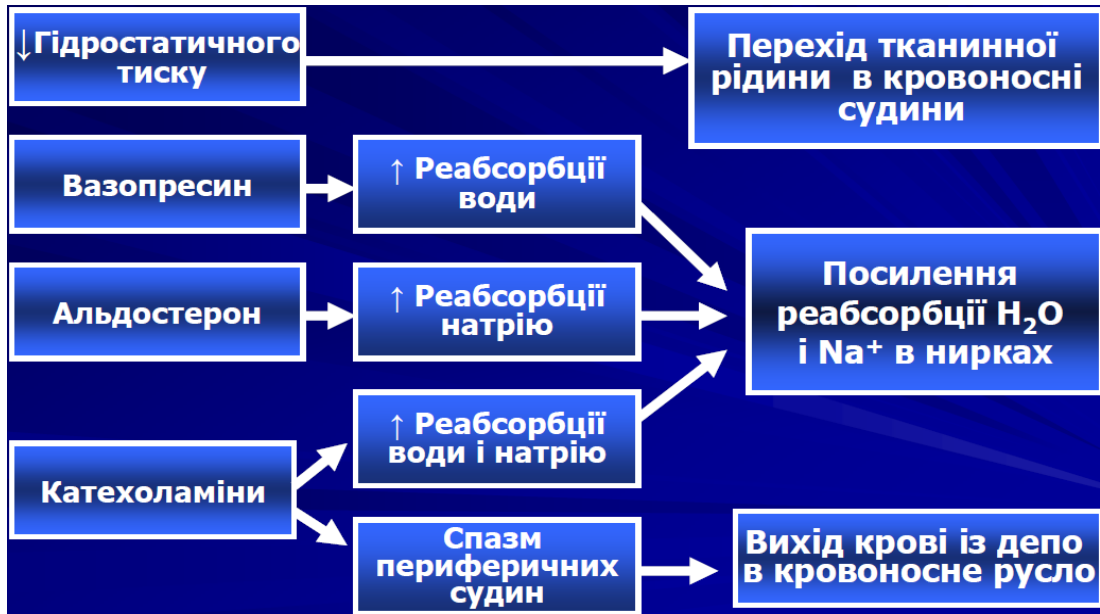 ↓Гідростатичного
тиску
Перехід тканинної
рідини в кровоносні
судини
Вазопресин
↑ Реабсорбції
води
Альдостерон
↑ Реабсорбції
натрію
Посилення
реабсорбції H₂O
і Na⁺ в нирках
Катехоламіни
↑ Реабсорбції
води і натрію
Спазм
периферичних
судин
Вихід крові із депо
в кровоносне русло